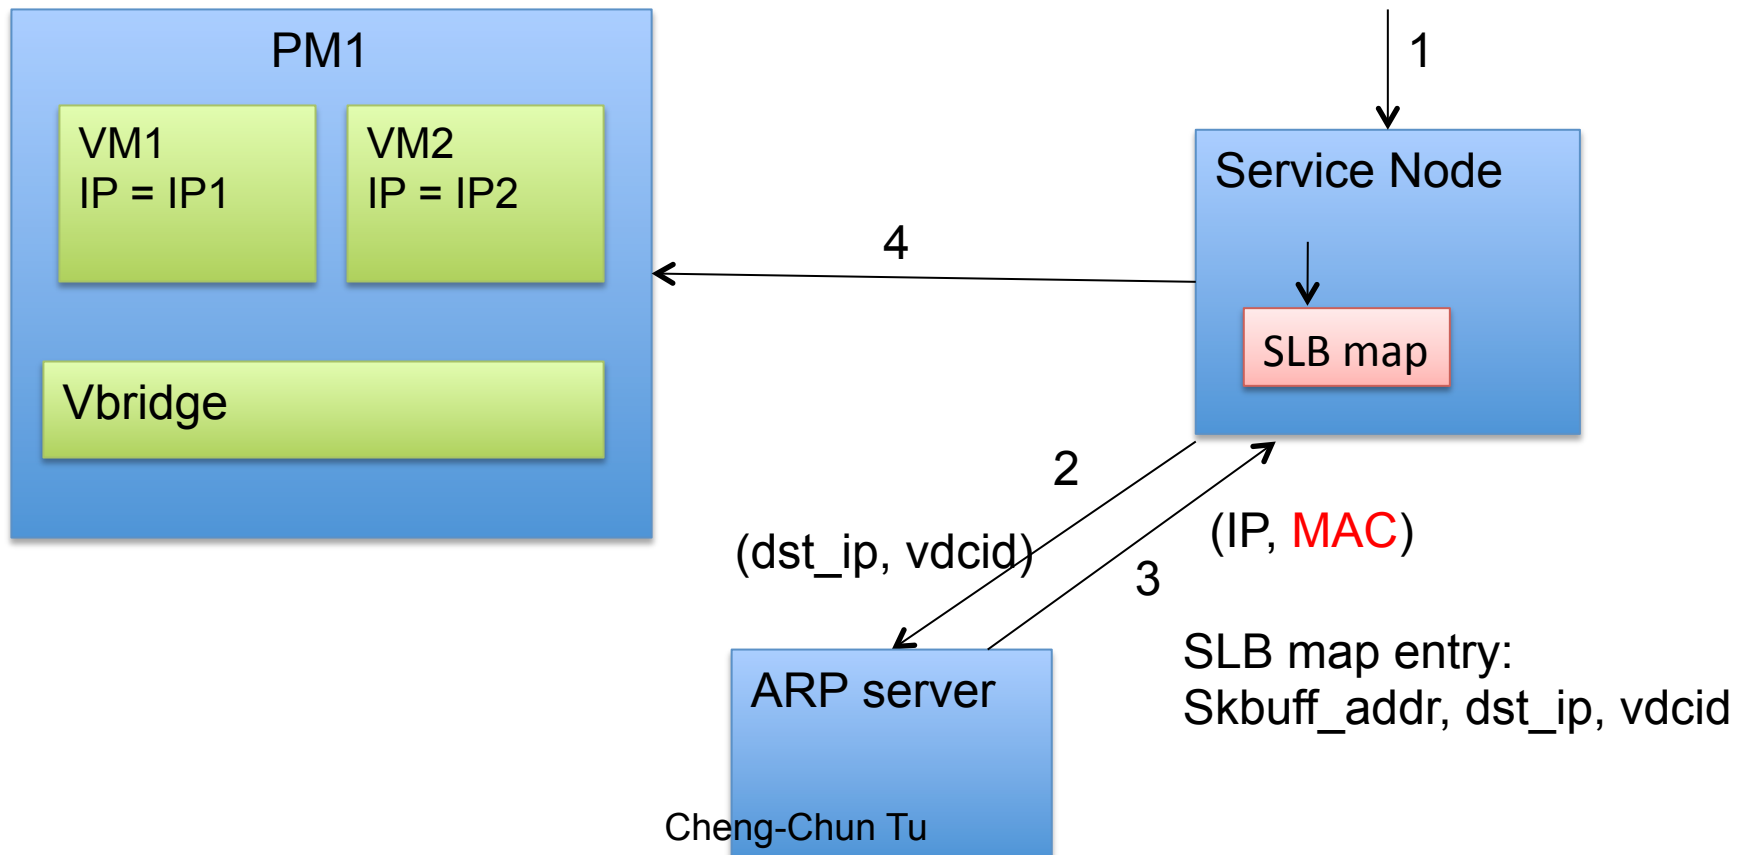 PM1
1
VM1
IP = IP1
VM2
IP = IP2
Service Node
4
SLB map
Vbridge
2
(dst_ip, vdcid)
(IP, MAC)
3
SLB map entry:
Skbuff_addr, dst_ip, vdcid
ARP server
Cheng-Chun Tu